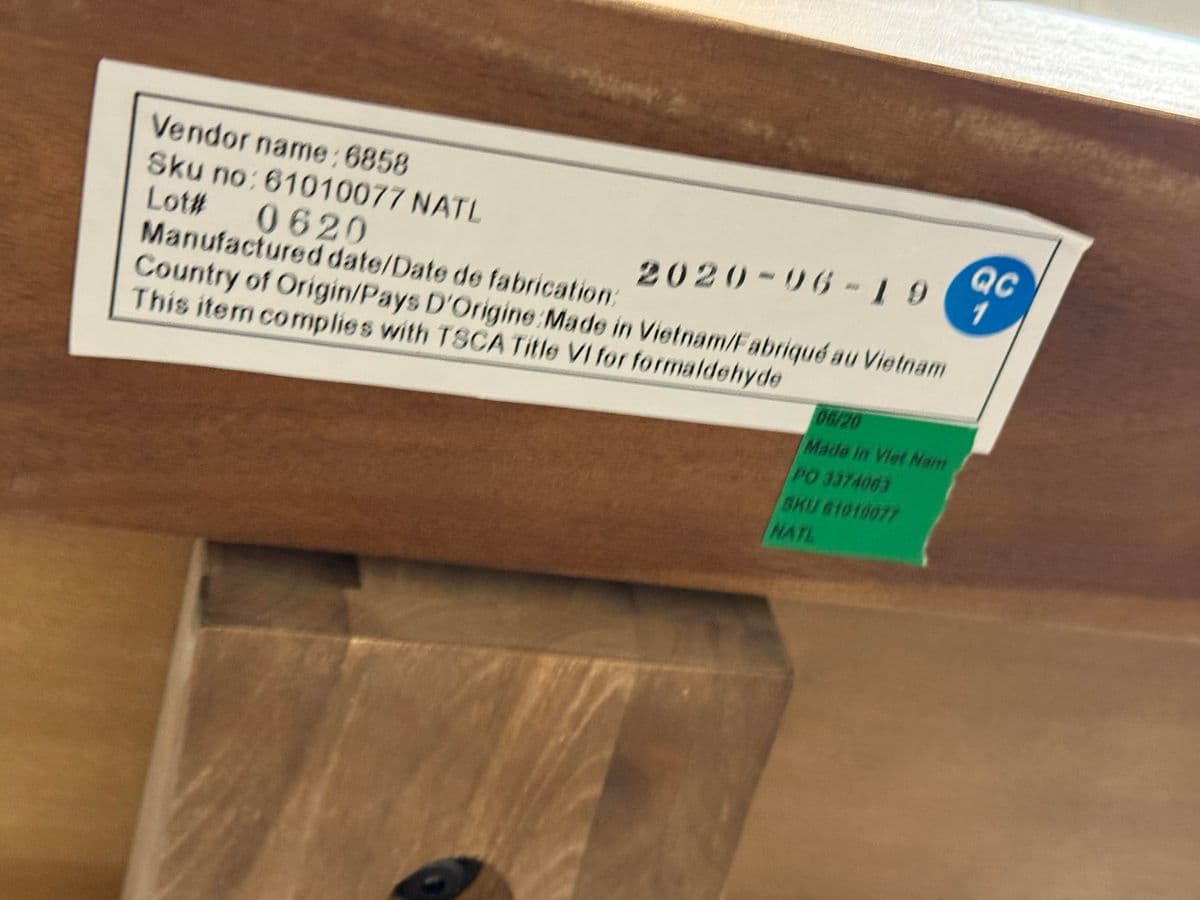 Vendor name: 6858
Sku no: 61010077 NATL
Lot# 0620
Manufactured date/Date de fabrication: 2020-06-19
Country of Origin/Pays D'Origine:Made in Vietnam/Fabriqué au Vietnam
This item complies with TSCA Title VI for formaldehyde
QC
1
06/20
Made in Viet Nam
PO 3374063
SKU 61010077
NATL